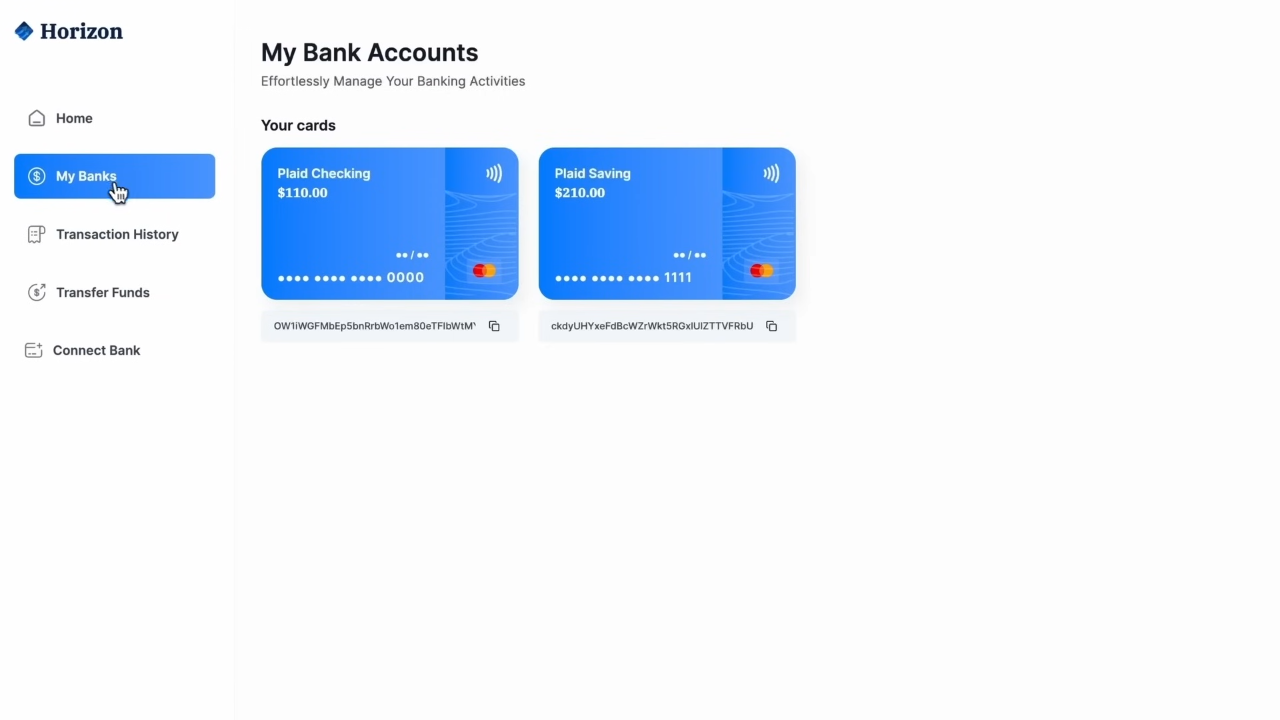 Horizon
Home
My Banks
Transaction History
Transfer Funds
Connect Bank
My Bank Accounts
Effortlessly Manage Your Banking Activities
Your cards
Plaid Checking
$110.00
●● / ●●
●●●● ●●●● ●●●● 0000
OW1iWGFMbEp5bnRrbWo1em80eTFIbWtM
Plaid Saving
$210.00
●● / ●●
●●●● ●●●● ●●●● 1111
ckdyUHYxeFdBcWZrWkt5RGxIUlZTTVFRbU